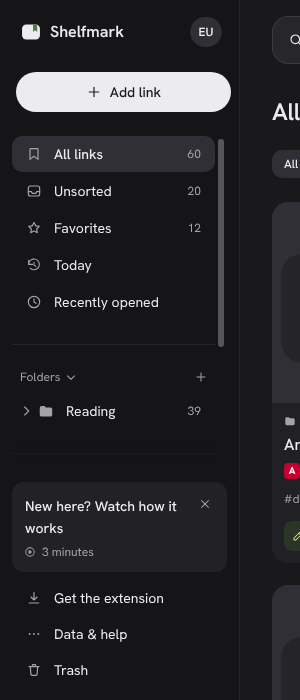 Shelfmark
EU
Add link
All links 60
Unsorted 20
Favorites 12
Today
Recently opened
Folders
Reading 39
New here? Watch how it
works
3 minutes
Get the extension
Data & help
Trash
All
All
A
#d